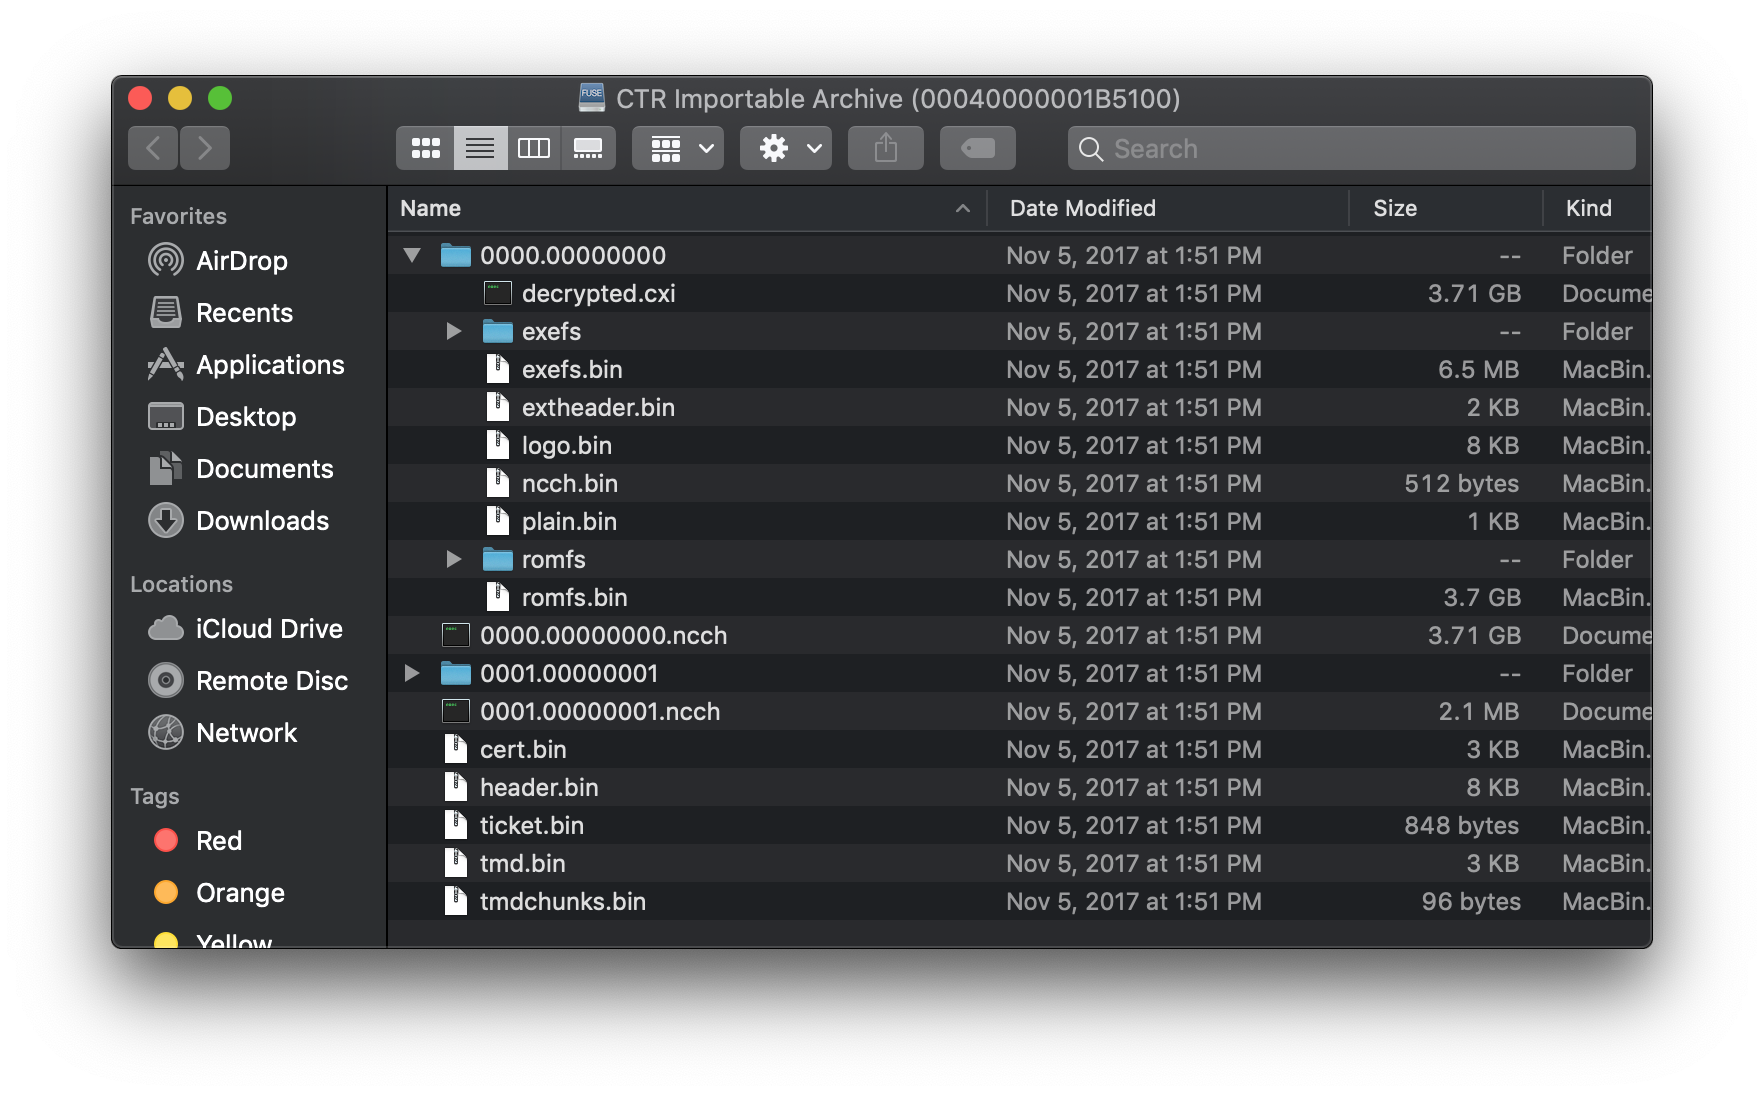 FUSE CTR Importable Archive (00040000001B5100)
Search
Favorites
AirDrop
Recents
Applications
Desktop
Documents
Downloads
Locations
iCloud Drive
Remote Disc
Network
Tags
Red
Orange
Yellow
Name Date Modified Size Kind
0000.00000000 Nov 5, 2017 at 1:51 PM -- Folder
decrypted.cxi Nov 5, 2017 at 1:51 PM 3.71 GB Docume
exefs Nov 5, 2017 at 1:51 PM -- Folder
exefs.bin Nov 5, 2017 at 1:51 PM 6.5 MB MacBin.
extheader.bin Nov 5, 2017 at 1:51 PM 2 KB MacBin.
logo.bin Nov 5, 2017 at 1:51 PM 8 KB MacBin.
ncch.bin Nov 5, 2017 at 1:51 PM 512 bytes MacBin.
plain.bin Nov 5, 2017 at 1:51 PM 1 KB MacBin.
romfs Nov 5, 2017 at 1:51 PM -- Folder
romfs.bin Nov 5, 2017 at 1:51 PM 3.7 GB MacBin.
0000.00000000.ncch Nov 5, 2017 at 1:51 PM 3.71 GB Docume
0001.00000001 Nov 5, 2017 at 1:51 PM -- Folder
0001.00000001.ncch Nov 5, 2017 at 1:51 PM 2.1 MB Docume
cert.bin Nov 5, 2017 at 1:51 PM 3 KB MacBin.
header.bin Nov 5, 2017 at 1:51 PM 8 KB MacBin.
ticket.bin Nov 5, 2017 at 1:51 PM 848 bytes MacBin.
tmd.bin Nov 5, 2017 at 1:51 PM 3 KB MacBin.
tmdchunks.bin Nov 5, 2017 at 1:51 PM 96 bytes MacBin.